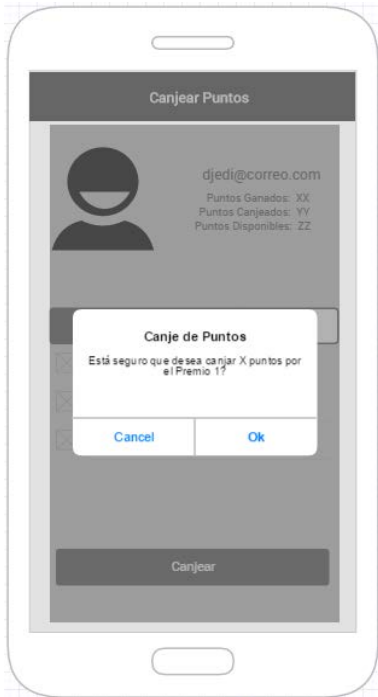 Canjear Puntos
djedi@correo.com
Puntos Ganados: XX
Puntos Canjeados: YY
Puntos Disponibles: ZZ
Canje de Puntos
Está seguro que desea canjar X puntos por
el Premio 1?
Cancel
Ok
Canjear